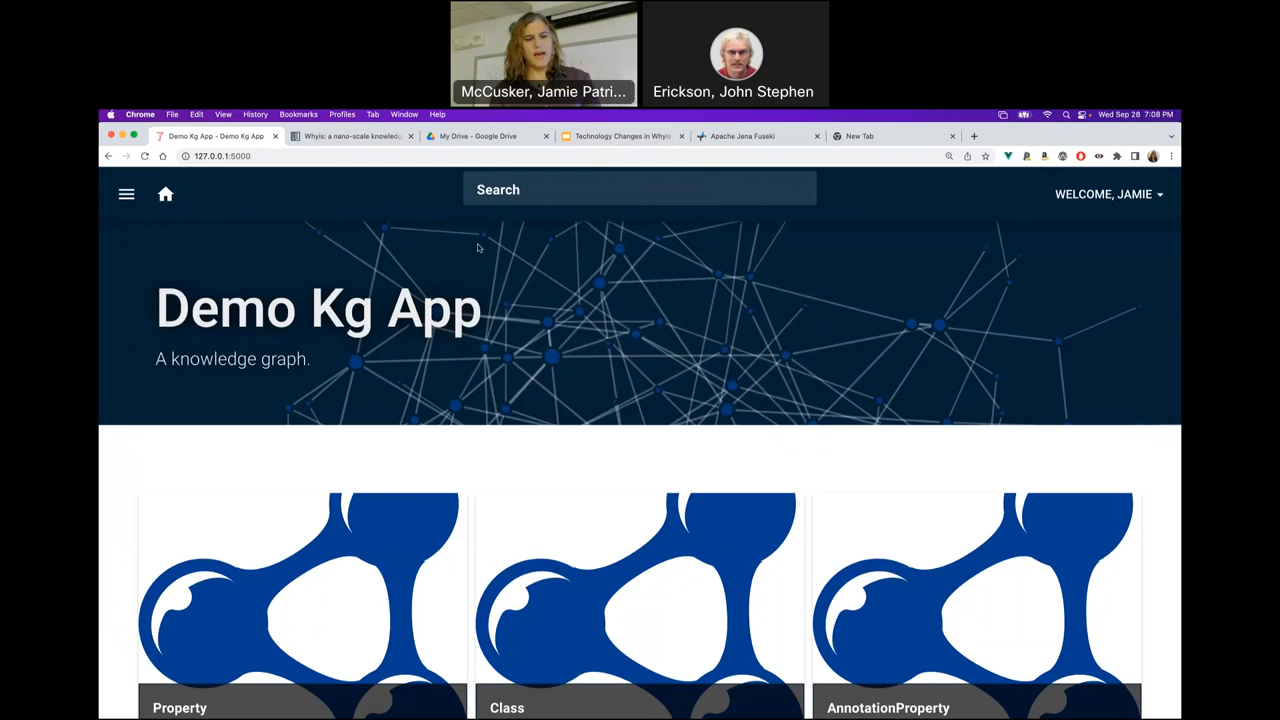 McCusker, Jamie Patri...
Erickson, John Stephen
Chrome File Edit View History Bookmarks Profiles Tab Window Help
Wed Sep 28 7:08 PM
Demo Kg App - Demo Kg App
Whyis: a nano-scale knowledg
My Drive - Google Drive
Technology Changes in Whyis
Apache Jena Fuseki
New Tab
127.0.0.1:5000
Search
WELCOME, JAMIE
Demo Kg App
A knowledge graph.
Property
Class
AnnotationProperty